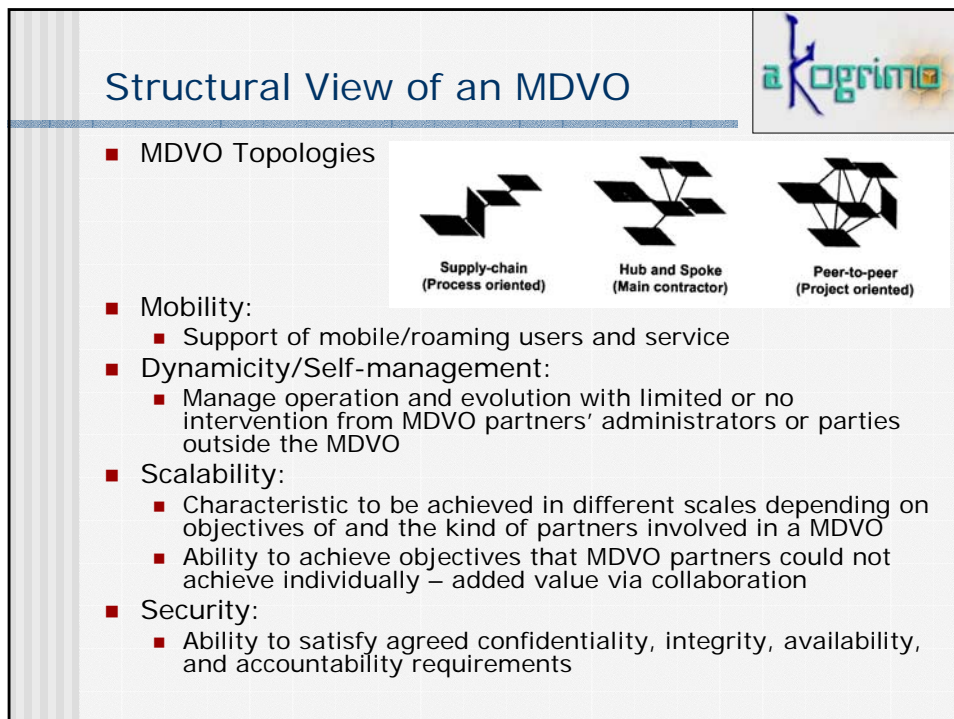 Structural View of an MDVO
akogrimo
MDVO Topologies
Supply-chain
(Process oriented)
Hub and Spoke
(Main contractor)
Peer-to-peer
(Project oriented)
Mobility:
Support of mobile/roaming users and service
Dynamicity/Self-management:
Manage operation and evolution with limited or no
intervention from MDVO partners’ administrators or parties
outside the MDVO
Scalability:
Characteristic to be achieved in different scales depending on
objectives of and the kind of partners involved in a MDVO
Ability to achieve objectives that MDVO partners could not
achieve individually – added value via collaboration
Security:
Ability to satisfy agreed confidentiality, integrity, availability,
and accountability requirements